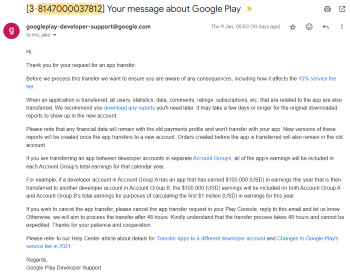 [3-8147000037812] Your message about Google Play
googleplay-developer-support@google.com
Thu 9 Jan, 08:50 (10 days ago)
to me, jake
Hi,
Thank you for your request for an app transfer.
Before we process this transfer we want to ensure you are aware of any consequences, including how it affects the 15% service fee
tier.
When an application is transferred, all users, statistics, data, comments, ratings, subscriptions, etc. that are related to the app are also
transferred. We recommend you download any reports you'll need later. It may take a few days or longer for the original downloaded
reports to show up in the new account.
Please note that any financial data will remain with the old payments profile and won't transfer with your app. New versions of these
reports will be created once the app transfers to a new account. Orders created before the app is transferred will also remain in the old
account.
If you are transferring an app between developer accounts in separate Account Groups, all of the app's earnings will be included in
each Account Group's total earnings for that calendar year.
For example, if a developer account in Account Group A has an app that has earned $100,000 (USD) in earnings this year that is then
transferred to another developer account in Account Group B, the $100,000 (USD) earnings will be included on both Account Group A
and Account Group B's total earnings for purposes of calculating the first $1 million (USD) in earnings for this year.
If you wish to cancel the app transfer, please cancel the app transfer request in your Play Console, reply to this email and let us know.
Otherwise, we will aim to process the transfer after 48 hours. Kindly understand that the transfer process takes 48 hours and cannot be
expedited. Thanks for your patience and cooperation.
Please refer to our Help Center article about details for Transfer apps to a different developer account and Changes to Google Play's
service fee in 2021.
Regards,
Google Play Developer Support